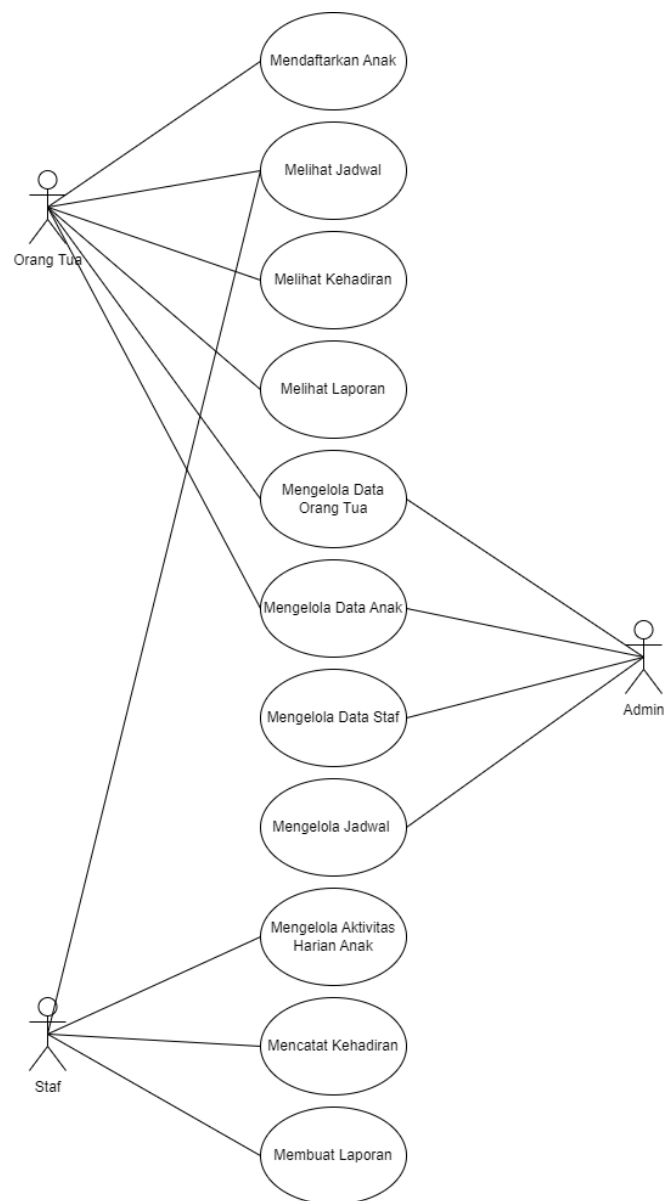 Mendaftarkan Anak
Melihat Jadwal
Orang Tua
Melihat Kehadiran
Melihat Laporan
Mengelola Data
Orang Tua
Mengelola Data Anak
Admin
Mengelola Data Staf
Mengelola Jadwal
Mengelola Aktivitas
Harian Anak
Mencatat Kehadiran
Staf
Membuat Laporan